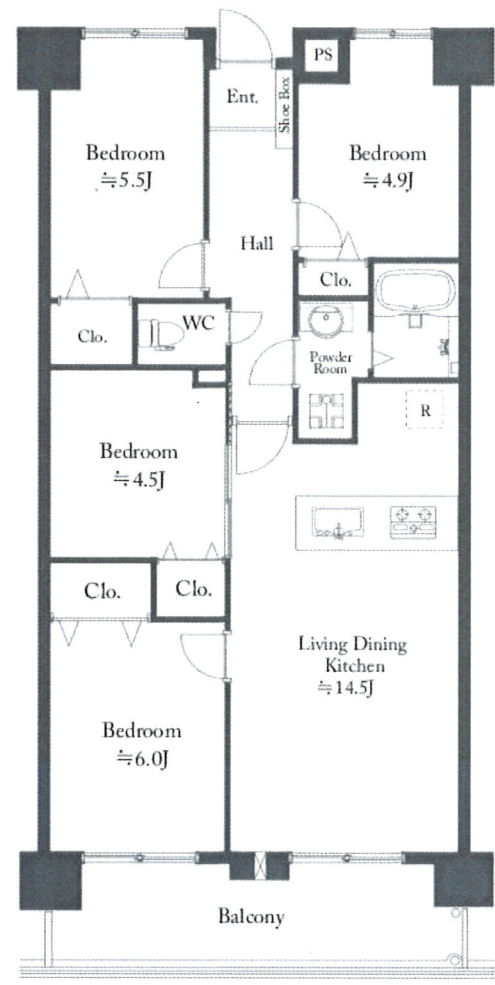 PS
Ent.
Shoe Box
Bedroom
≒5.5J
Bedroom
≒4.9J
Hall
Clo.
Clo.
WC
Powder
Room
R
Bedroom
≒4.5J
Clo.
Clo.
Living Dining
Kitchen
≒14.5J
Bedroom
≒6.0J
Balcony